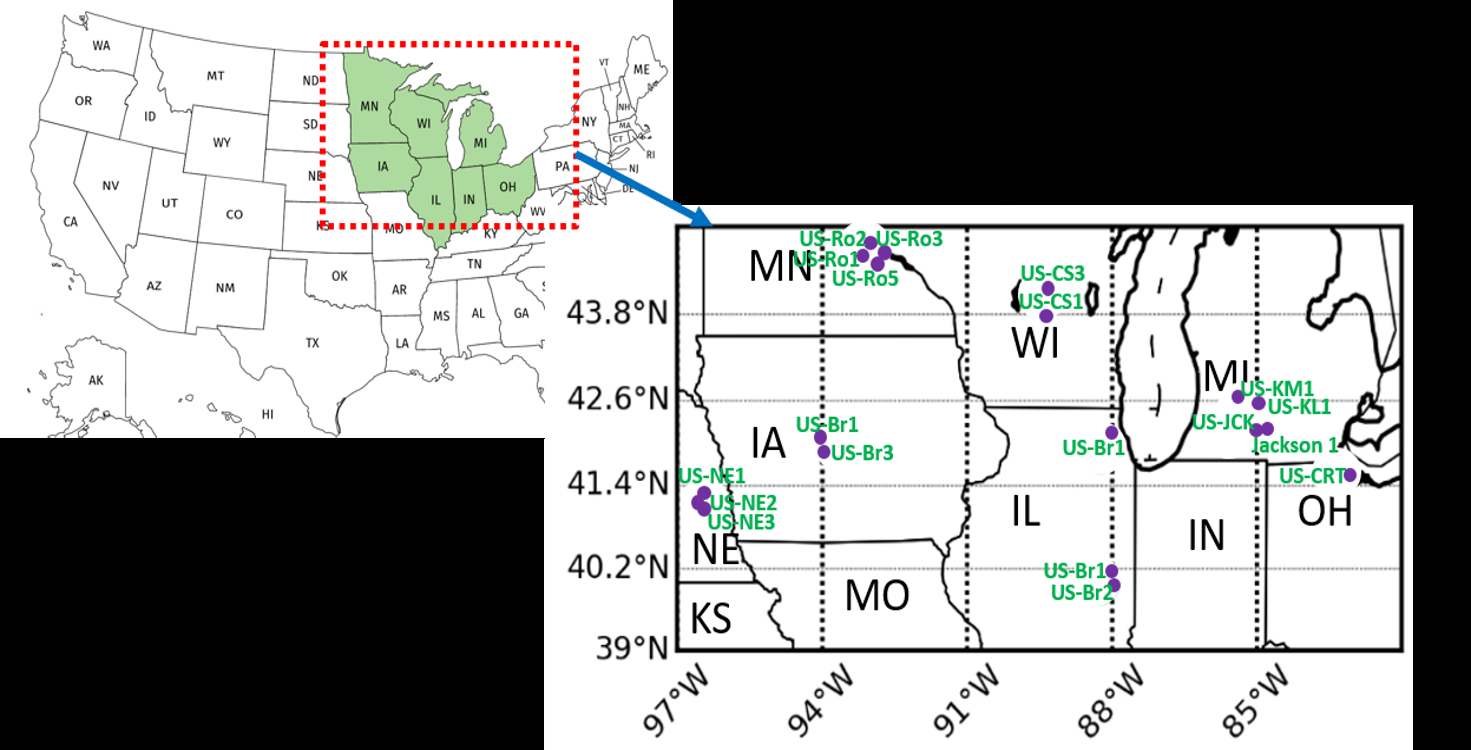 WA
MT
ND
ME
VT
OR
MN
NH
ID
SD
WI
NY
MA
WY
MI
CT
RI
IA
PA
NE
NJ
NV
OH
DE
UT
IL
IN
CO
WV
CA
KS
MO
KY
TN
OK
AZ
NM
AR
MS
AL
GA
TX
LA
AK
HI
US-Ro2
US-Ro3
US-Ro1
MN
US-Ro5
US-CS3
US-CS1
43.8°N
WI
MI
US-KM1
42.6°N
US-KL1
US-JCK
US-Br1
IA
US-Br3
US-Br1
Jackson 1
US-NE1
41.4°N
US-CRT
US-NE2
US-NE3
IL
OH
IN
NE
40.2°N
US-Br1
US-Br2
MO
KS
39°N
97°W
94°W
91°W
88°W
85°W